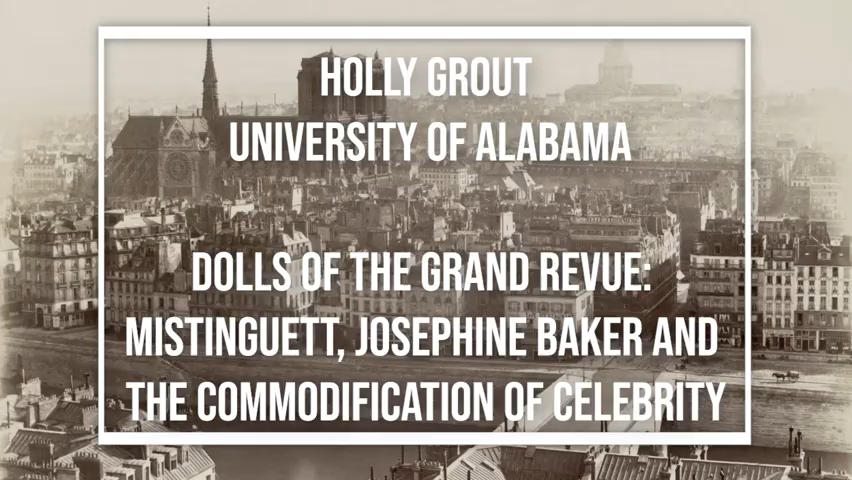 HOLLY GROUT
UNIVERSITY OF ALABAMA
DOLLS OF THE GRAND REVUE:
MISTINGUETT, JOSEPHINE BAKER AND
THE COMMODIFICATION OF CELEBRITY